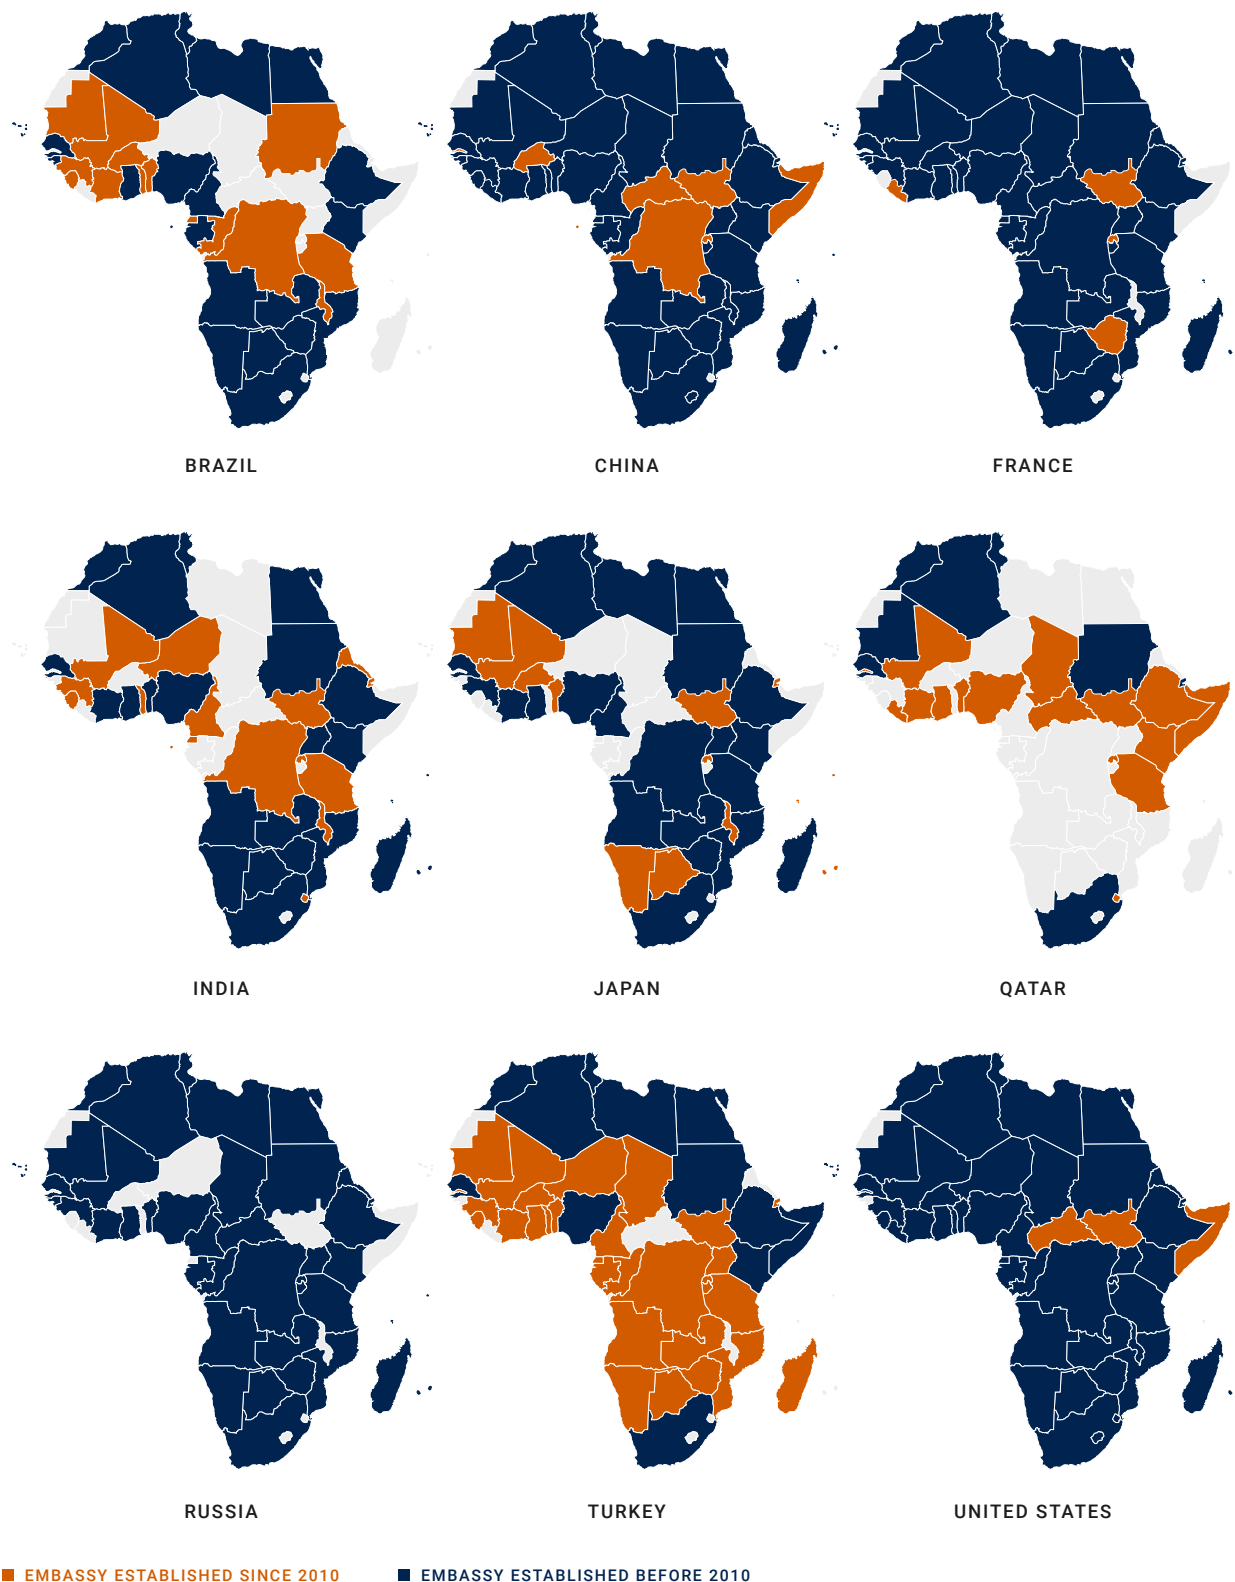 BRAZIL
CHINA
FRANCE
INDIA
JAPAN
QATAR
RUSSIA
TURKEY
UNITED STATES
EMBASSY ESTABLISHED SINCE 2010
EMBASSY ESTABLISHED BEFORE 2010